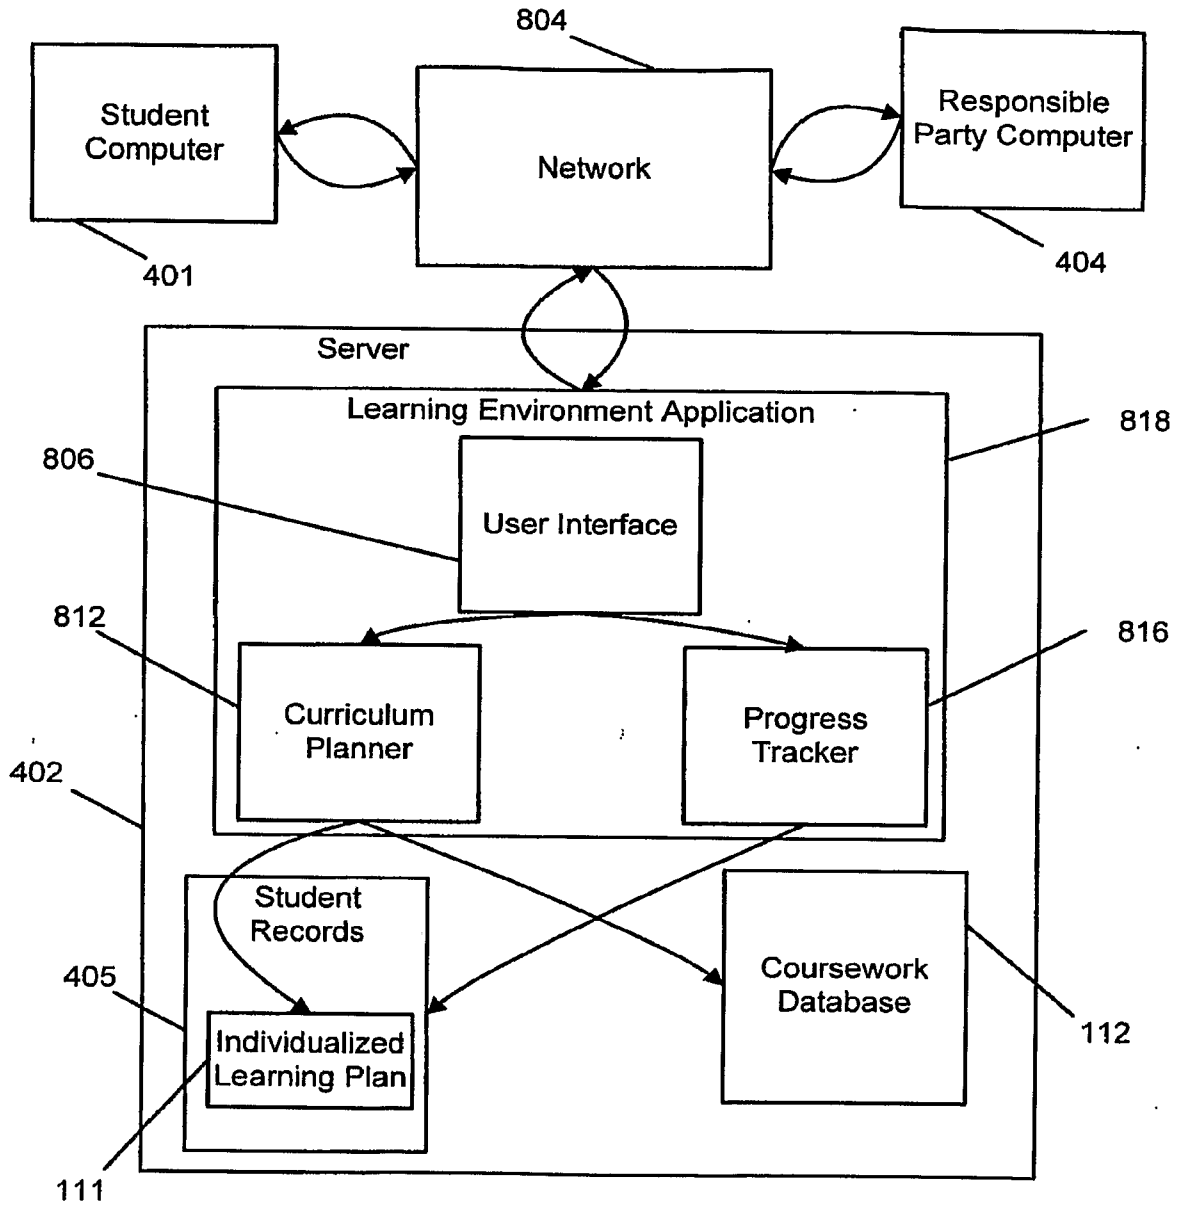 804
Student
Computer
Network
Responsible
Party Computer
401
404
Server
Learning Environment Application
818
806
User Interface
812
816
Curriculum
Planner
Progress
Tracker
402
Student
Records
405
Coursework
Database
Individualized
Learning Plan
112
111